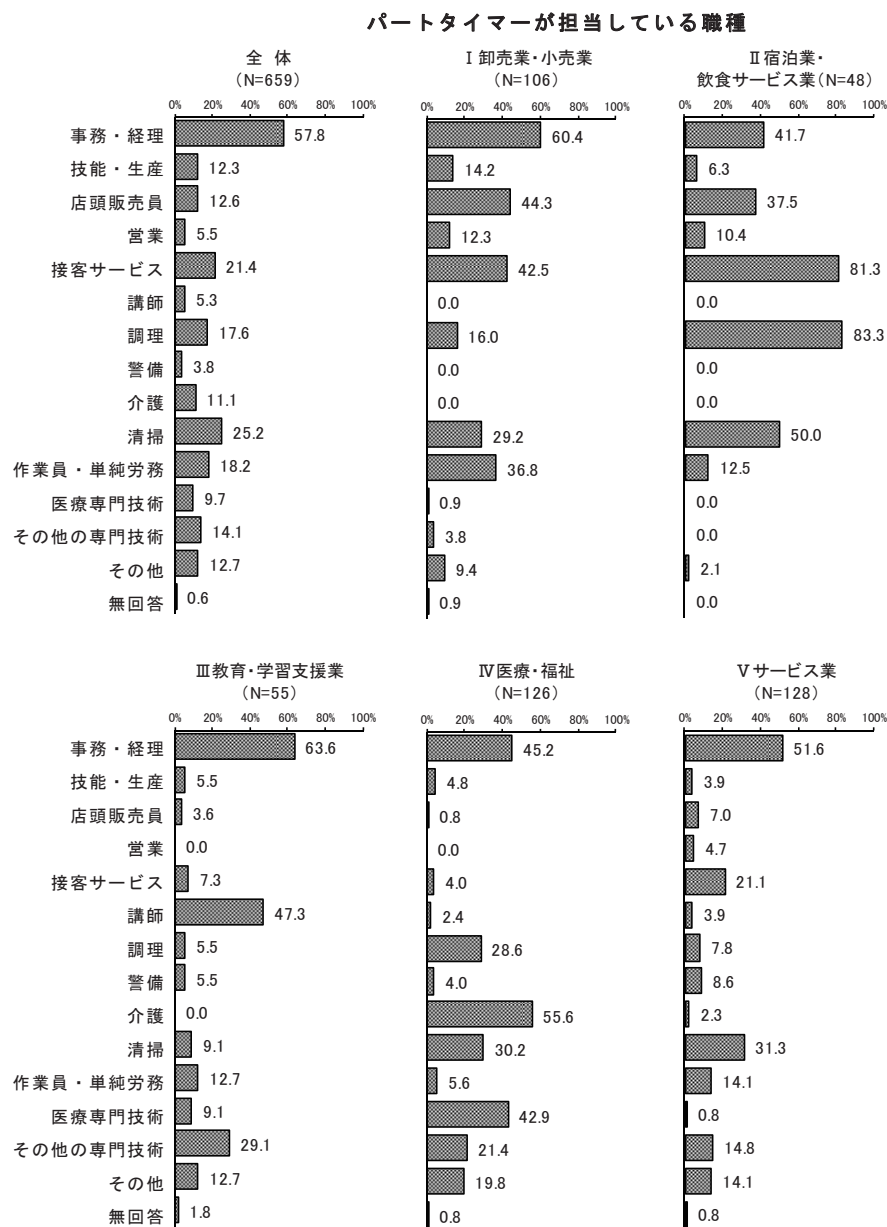 パートタイマーが担当している職種
全 体
(N=659)
Ⅰ卸売業・小売業
(N=106)
Ⅱ宿泊業・
飲食サービス業(N=48)
0% 20% 40% 60% 80% 100% 0% 20% 40% 60% 80% 100% 0% 20% 40% 60% 80% 100%
事務・経理 57.8 60.4 41.7
技能・生産 12.3 14.2 6.3
店頭販売員 12.6 44.3 37.5
営業 5.5 12.3 10.4
接客サービス 21.4 42.5 81.3
講師 5.3 0.0 0.0
調理 17.6 16.0 83.3
警備 3.8 0.0 0.0
介護 11.1 0.0 0.0
清掃 25.2 29.2 50.0
作業員・単純労務 18.2 36.8 12.5
医療専門技術 9.7 0.9 0.0
その他の専門技術 14.1 3.8 0.0
その他 12.7 9.4 2.1
無回答 0.6 0.9 0.0
Ⅲ教育・学習支援業
(N=55)
Ⅳ医療・福祉
(N=126)
Ⅴサービス業
(N=128)
0% 20% 40% 60% 80% 100% 0% 20% 40% 60% 80% 100% 0% 20% 40% 60% 80% 100%
事務・経理 63.6 45.2 51.6
技能・生産 5.5 4.8 3.9
店頭販売員 3.6 0.8 7.0
営業 0.0 0.0 4.7
接客サービス 7.3 4.0 21.1
講師 47.3 2.4 3.9
調理 5.5 28.6 7.8
警備 5.5 4.0 8.6
介護 0.0 55.6 2.3
清掃 9.1 30.2 31.3
作業員・単純労務 12.7 5.6 14.1
医療専門技術 9.1 42.9 0.8
その他の専門技術 29.1 21.4 14.8
その他 12.7 19.8 14.1
無回答 1.8 0.8 0.8